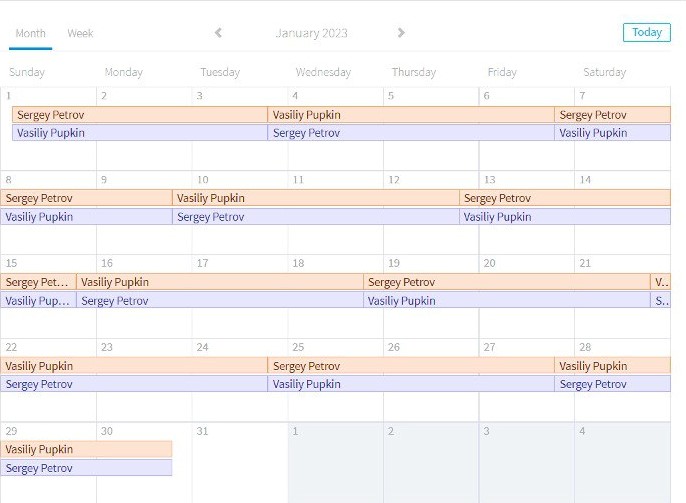 Month Week January 2023 Today
Sunday Monday Tuesday Wednesday Thursday Friday Saturday
1 2 3 4 5 6 7
Sergey Petrov Vasiliy Pupkin Sergey Petrov
Vasiliy Pupkin Sergey Petrov Vasiliy Pupkin
8 9 10 11 12 13 14
Sergey Petrov Vasiliy Pupkin Sergey Petrov
Vasiliy Pupkin Sergey Petrov Vasiliy Pupkin
15 16 17 18 19 20 21
Sergey Pet... Vasiliy Pupkin Sergey Petrov V...
Vasiliy Pup... Sergey Petrov Vasiliy Pupkin S...
22 23 24 25 26 27 28
Vasiliy Pupkin Sergey Petrov Vasiliy Pupkin
Sergey Petrov Vasiliy Pupkin Sergey Petrov
29 30 31 1 2 3 4
Vasiliy Pupkin
Sergey Petrov